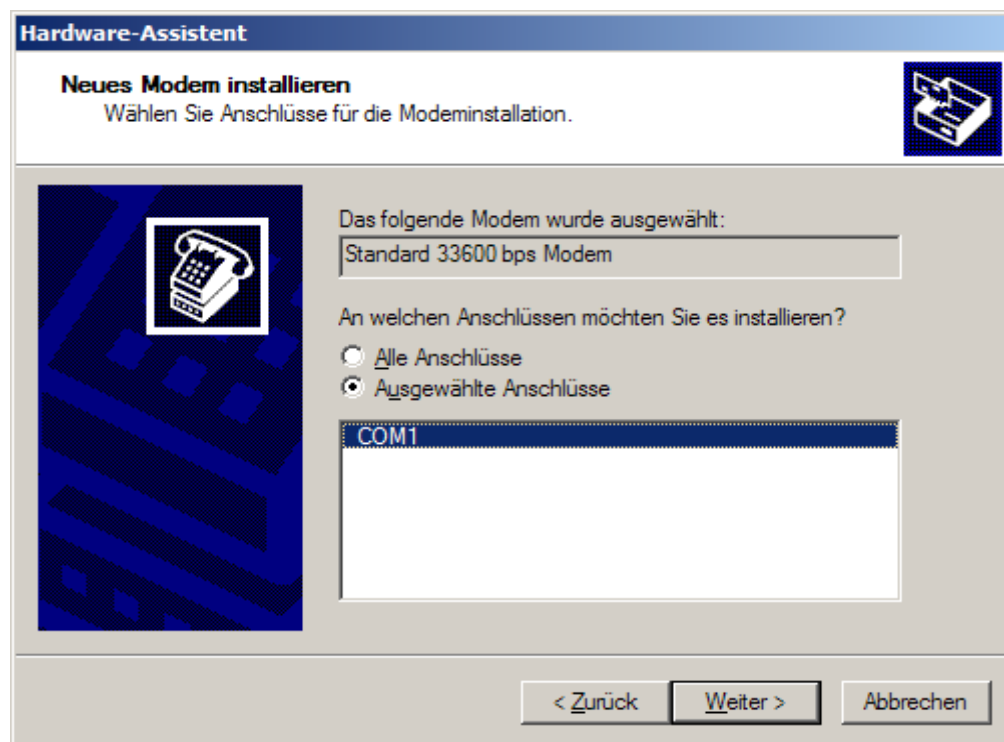 Hardware-Assistent
Neues Modem installieren
Wählen Sie Anschlüsse für die Modeminstallation.
Das folgende Modem wurde ausgewählt:
Standard 33600 bps Modem
An welchen Anschlüssen möchten Sie es installieren?
Alle Anschlüsse
Ausgewählte Anschlüsse
COM1
< Zurück
Weiter >
Abbrechen